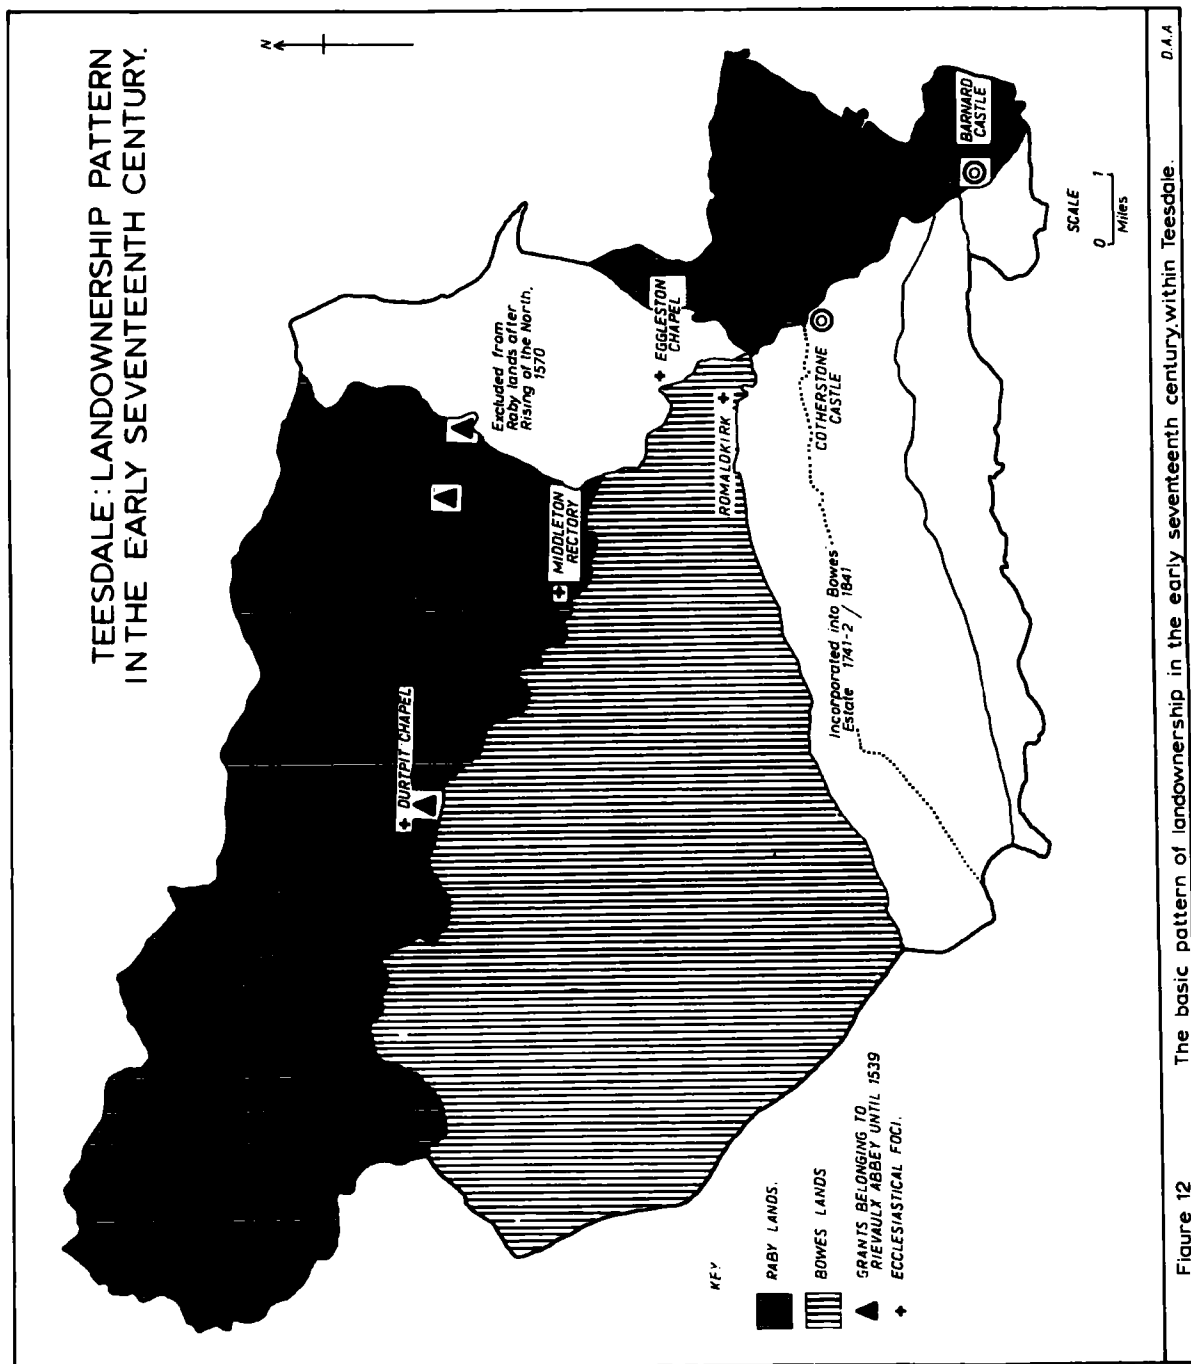 TEESDALE: LANDOWNERSHIP PATTERN
IN THE EARLY SEVENTEENTH CENTURY.
N
DURTPIT CHAPEL
MIDDLETON
RECTORY
Excluded from
Raby lands after
Rising of the North.
1570
EGGLESTON
CHAPEL
ROMALDKIRK
COTHERSTONE
CASTLE
BARNARD
CASTLE
Incorporated into Bowes
Estate 1741-2 / 1841
SCALE
0 1
Miles
KEY
RABY LANDS.
BOWES LANDS
GRANTS BELONGING TO
RIEVAULX ABBEY UNTIL 1539
ECCLESIASTICAL FOCI.
D.A.A
Figure 12 The basic pattern of landownership in the early seventeenth century, within Teesdale.